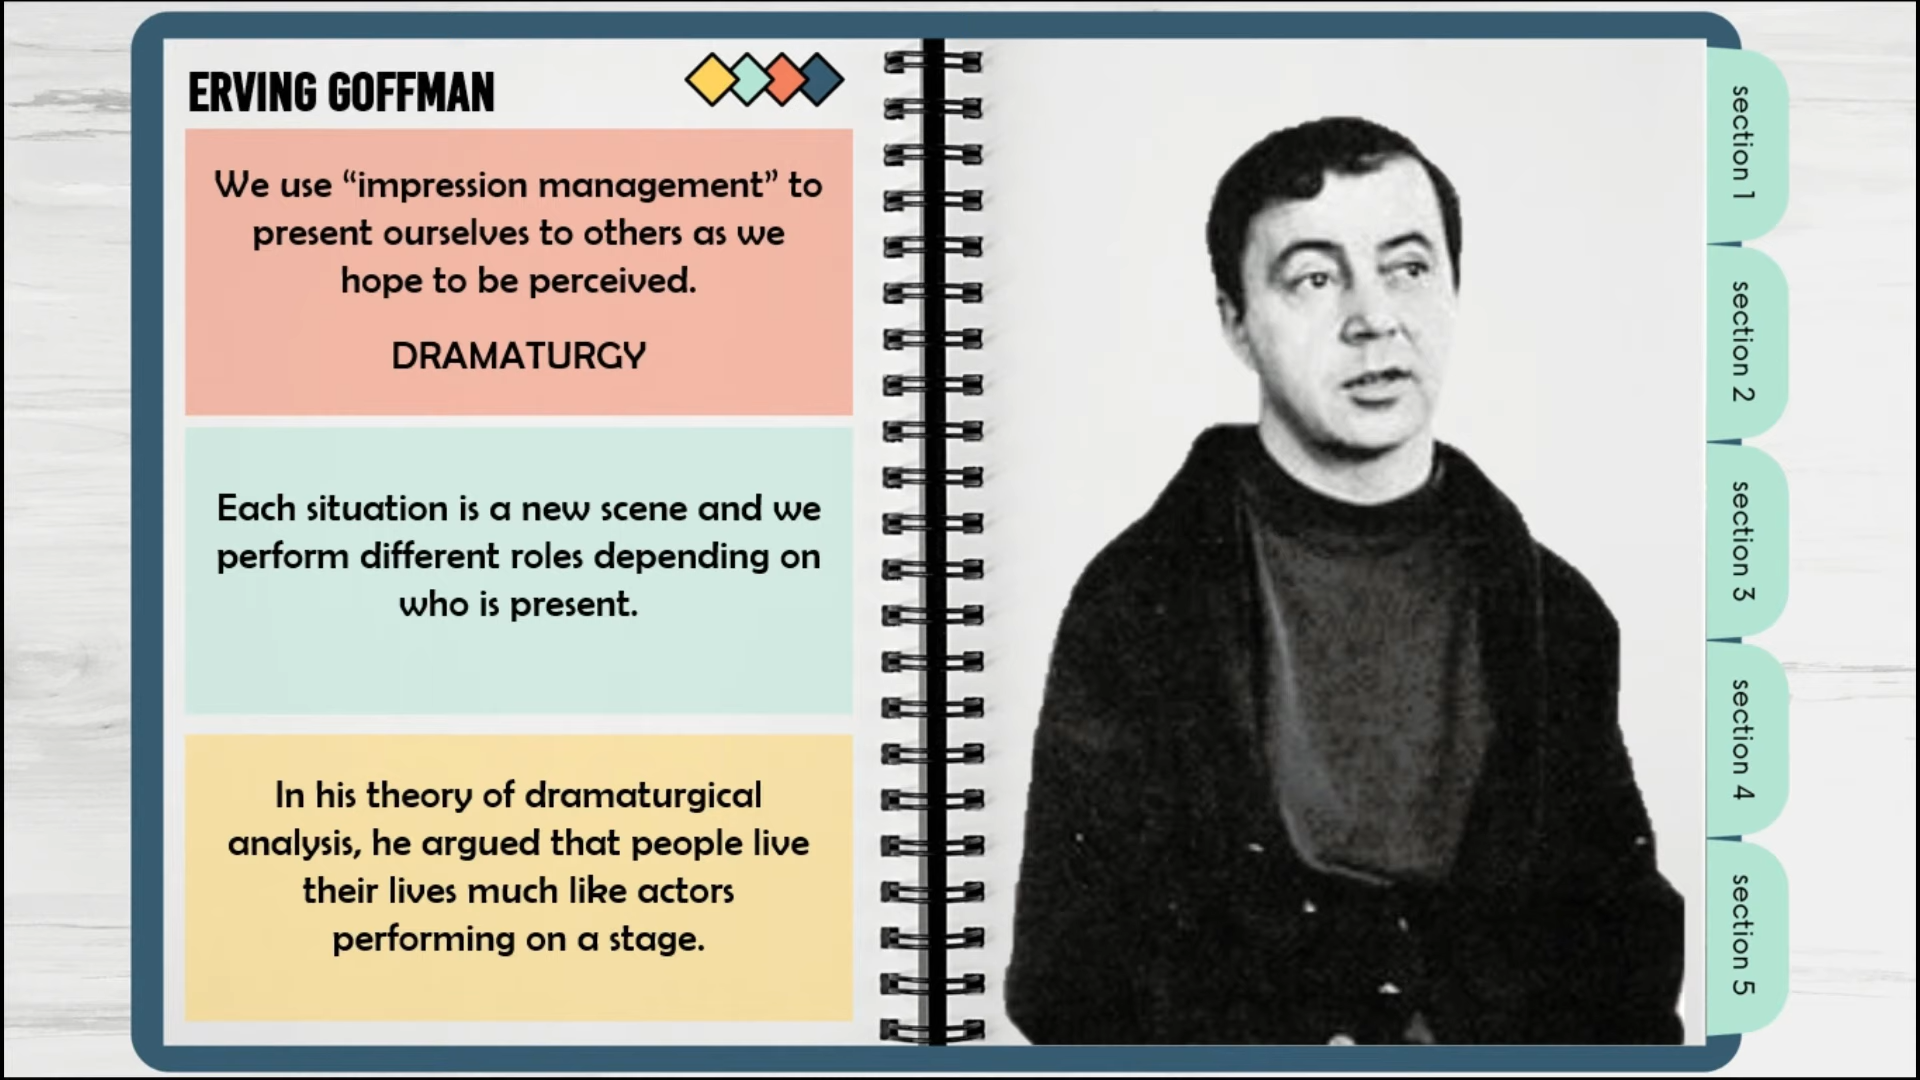 ERVING GOFFMAN
We use “impression management” to
present ourselves to others as we
hope to be perceived.
DRAMATURGY
Each situation is a new scene and we
perform different roles depending on
who is present.
In his theory of dramaturgical
analysis, he argued that people live
their lives much like actors
performing on a stage.
section 1
section 2
section 3
section 4
section 5